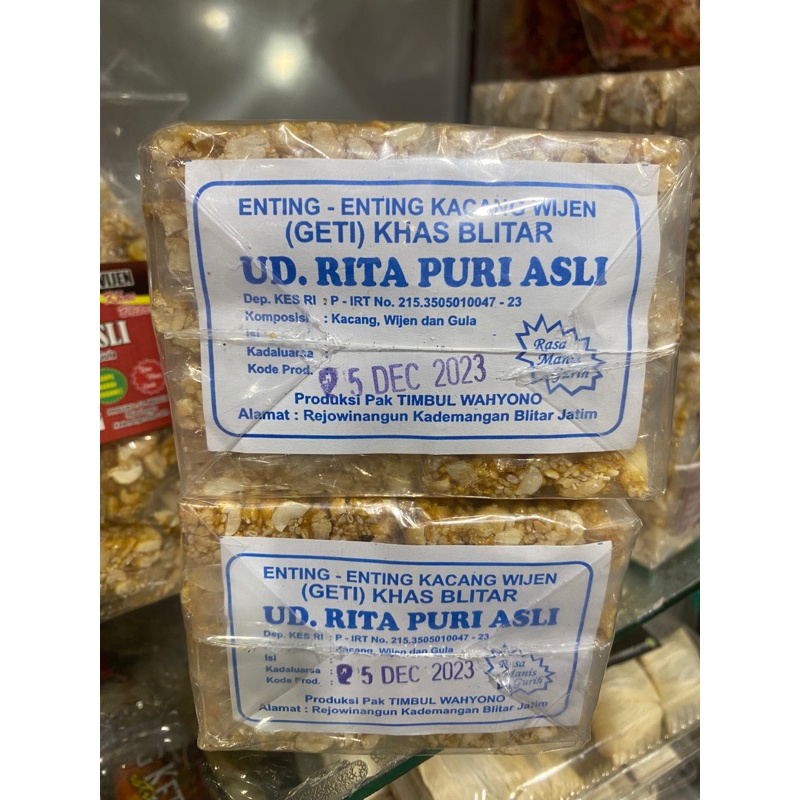 ENTING - ENTING KACANG WIJEN
(GETI) KHAS BLITAR
UD. RITA PURI ASLI
Dep. KES RI : P - IRT No. 215.3505010047 - 23
Komposisi : Kacang, Wijen dan Gula
Isi
Kadaluarsa :
Kode Prod.
5 DEC 2023
Rasa
Manis
Gurih
Produksi Pak TIMBUL WAHYONO
Alamat : Rejowinangun Kademangan Blitar Jatim
ENTING - ENTING KACANG WIJEN
(GETI) KHAS BLITAR
UD. RITA PURI ASLI
Dep. KES RI : P - IRT No. 215.3505010047 - 23
Kacang, Wijen dan Gula
Isi
Kadaluarsa :
Kode Prod. :
5 DEC 2023
Rasa
Manis
Gurih
Produksi Pak TIMBUL WAHYONO
Alamat : Rejowinangun Kademangan Blitar Jatim
WIJEN
SLI